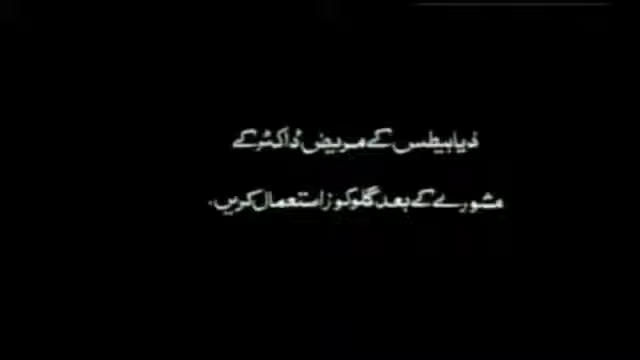 ذیابیطس کے مریض ڈاکٹر کے
مشورے کے بعد گلوکوز استعمال کریں.